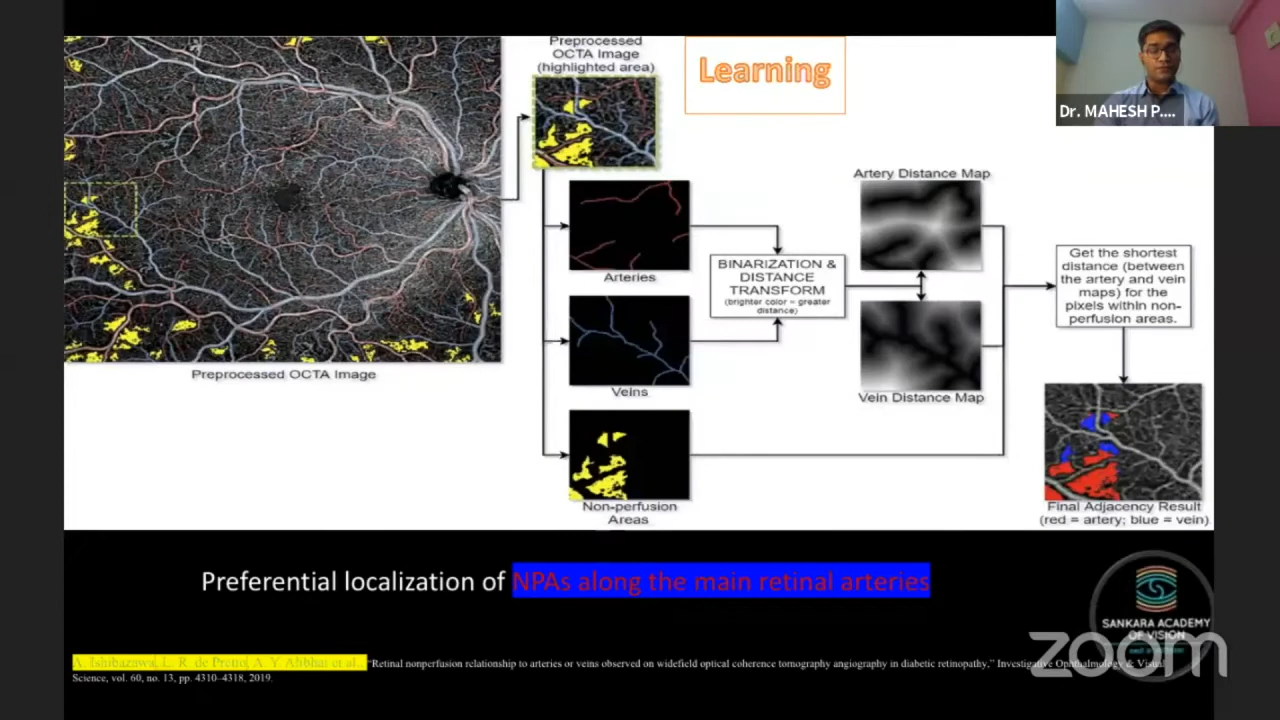 Preprocessed
OCTA Image
(highlighted area)
Learning
Dr. MAHESH P....
Artery Distance Map
Arteries
BINARIZATION &
DISTANCE
TRANSFORM
(brighter color = greater
distance)
Get the shortest
distance (between
the artery and vein
maps) for the
pixels within non-
perfusion areas.
Preprocessed OCTA Image
Veins
Vein Distance Map
Non-perfusion
Areas
Final Adjacency Result
(red = artery; blue = vein)
Preferential localization of NPAs along the main retinal arteries
SANKARA ACADEMY
OF VISION
zoom
A. Ishibazawa, L. R. de Pretto, A. Y. Alibhai et al., "Retinal nonperfusion relationship to arteries or veins observed on widefield optical coherence tomography angiography in diabetic retinopathy," Investigative Ophthalmology & Visual
Science, vol. 60, no. 13, pp. 4310–4318, 2019.